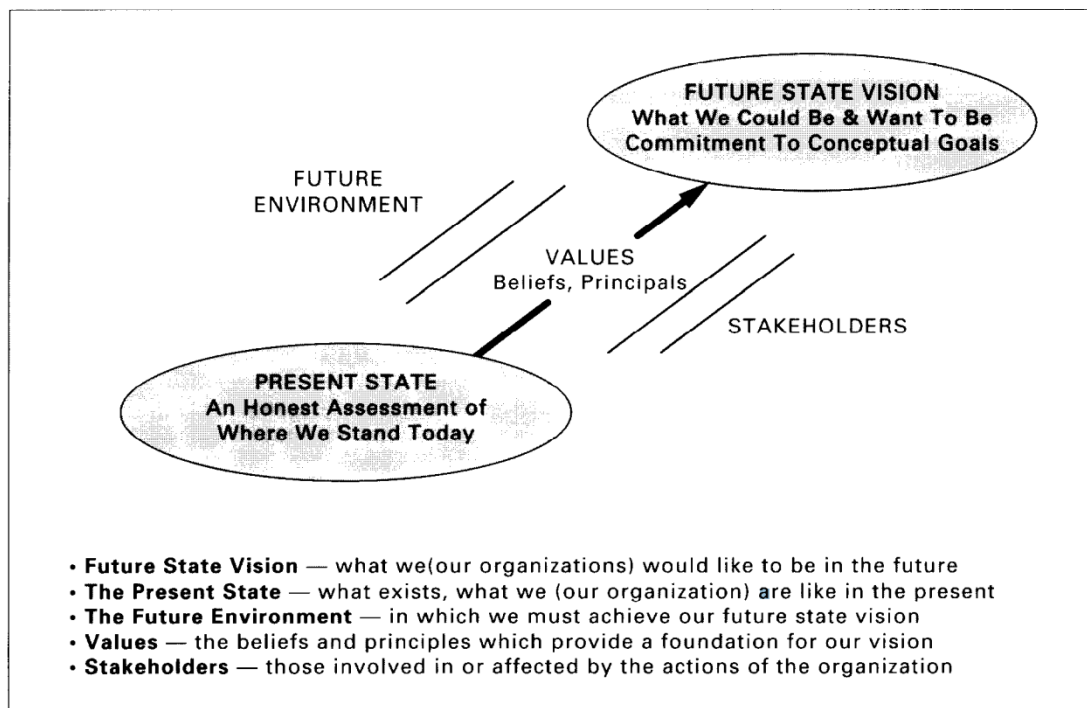 FUTURE STATE VISION
What We Could Be & Want To Be
Commitment To Conceptual Goals
FUTURE
ENVIRONMENT
VALUES
Beliefs, Principals
STAKEHOLDERS
PRESENT STATE
An Honest Assessment of
Where We Stand Today
• Future State Vision — what we(our organizations) would like to be in the future
• The Present State — what exists, what we (our organization) are like in the present
• The Future Environment — in which we must achieve our future state vision
• Values — the beliefs and principles which provide a foundation for our vision
• Stakeholders — those involved in or affected by the actions of the organization